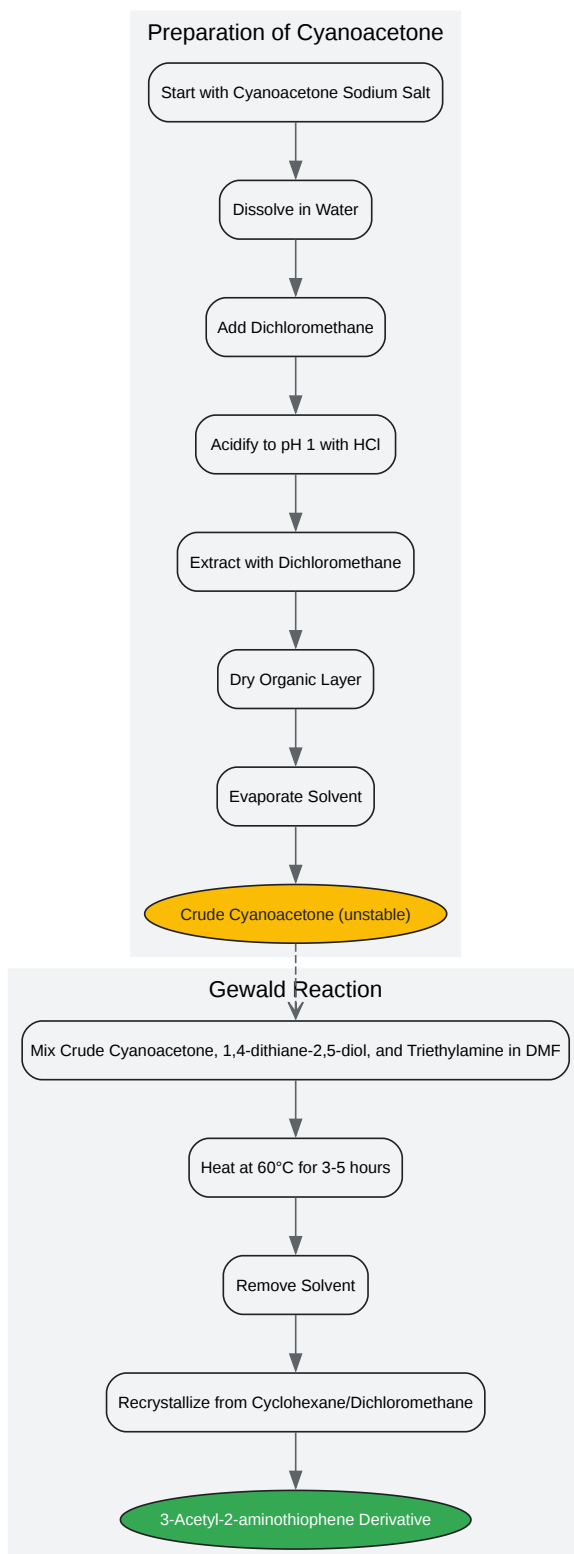 Preparation of Cyanoacetone
Start with Cyanoacetone Sodium Salt
Dissolve in Water
Add Dichloromethane
Acidify to pH 1 with HCl
Extract with Dichloromethane
Dry Organic Layer
Evaporate Solvent
Crude Cyanoacetone (unstable)
Gewald Reaction
Mix Crude Cyanoacetone, 1,4-dithiane-2,5-diol, and Triethylamine in DMF
Heat at 60°C for 3-5 hours
Remove Solvent
Recrystallize from Cyclohexane/Dichloromethane
3-Acetyl-2-aminothiophene Derivative